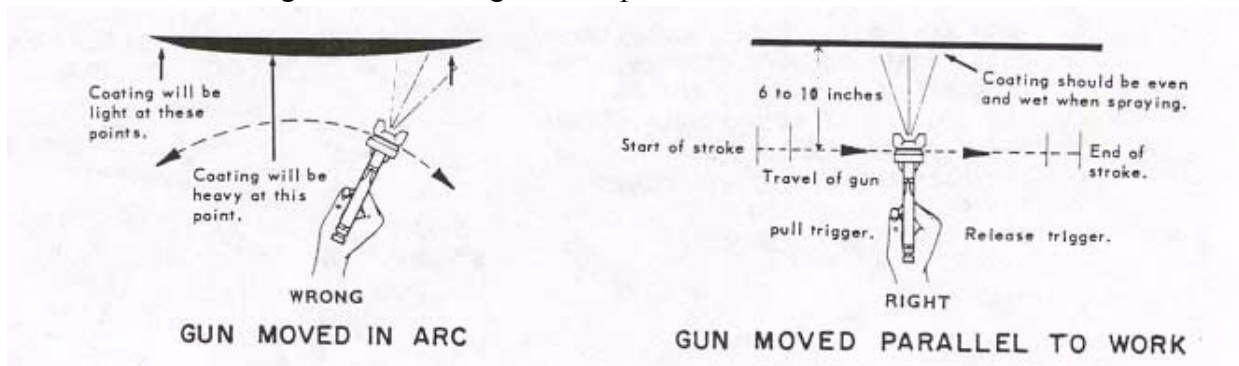 Coating will be
light at these
points.
Coating will be
heavy at this
point.
WRONG
GUN MOVED IN ARC
6 to 10 inches
Coating should be even
and wet when spraying.
Start of stroke
End of
stroke.
Travel of gun
pull trigger.
Release trigger.
RIGHT
GUN MOVED PARALLEL TO WORK